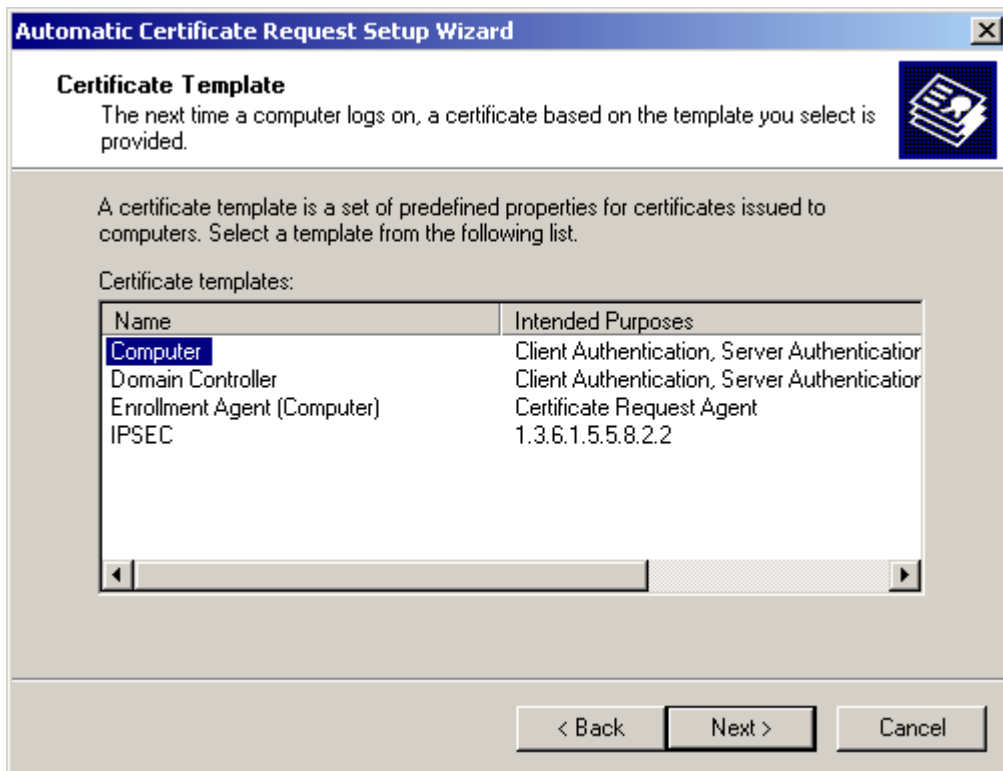 Automatic Certificate Request Setup Wizard
Certificate Template
The next time a computer logs on, a certificate based on the template you select is
provided.
A certificate template is a set of predefined properties for certificates issued to
computers. Select a template from the following list.
Certificate templates:
Name Intended Purposes
Computer Client Authentication, Server Authentication
Domain Controller Client Authentication, Server Authentication
Enrollment Agent (Computer) Certificate Request Agent
IPSEC 1.3.6.1.5.5.8.2.2
< Back Next > Cancel